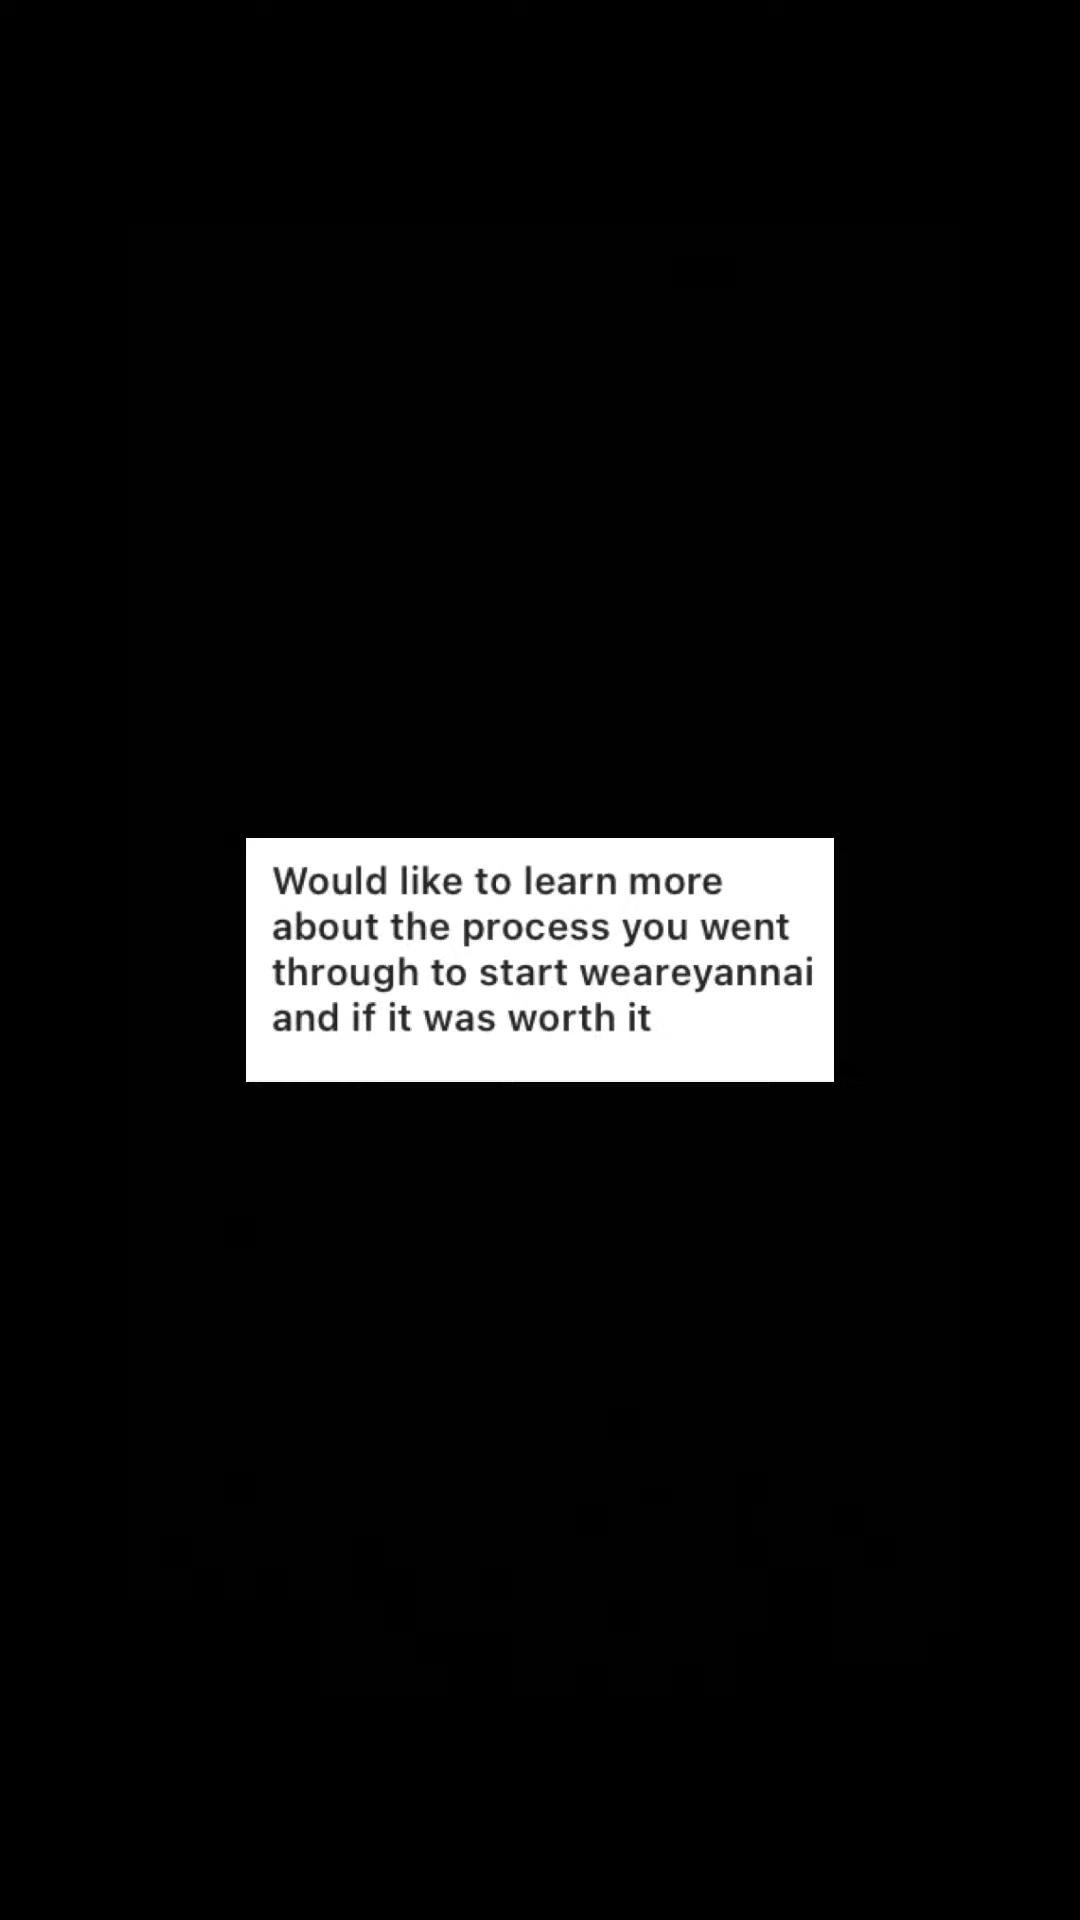 Would like to learn more
about the process you went
through to start weareyannai
and if it was worth it